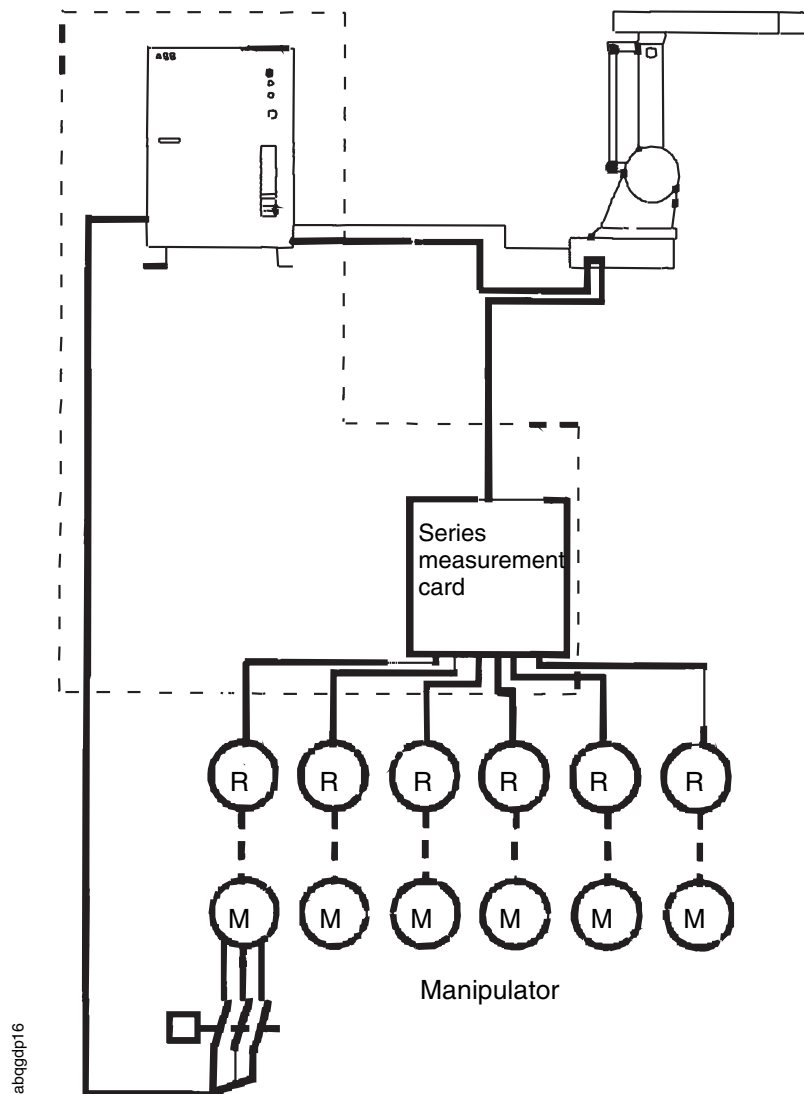 ABB
Series
measurement
card
R R R R R R
M M M M M M
Manipulator
abqgdp16